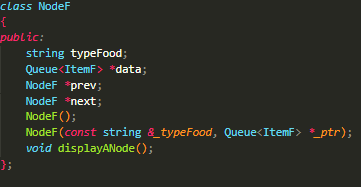 class NodeF
{
public:
    string typeFood;
    Queue<ItemF> *data;
    NodeF *prev;
    NodeF *next;
    NodeF();
    NodeF(const string &_typeFood, Queue<ItemF> *_ptr);
    void displayANode();
};